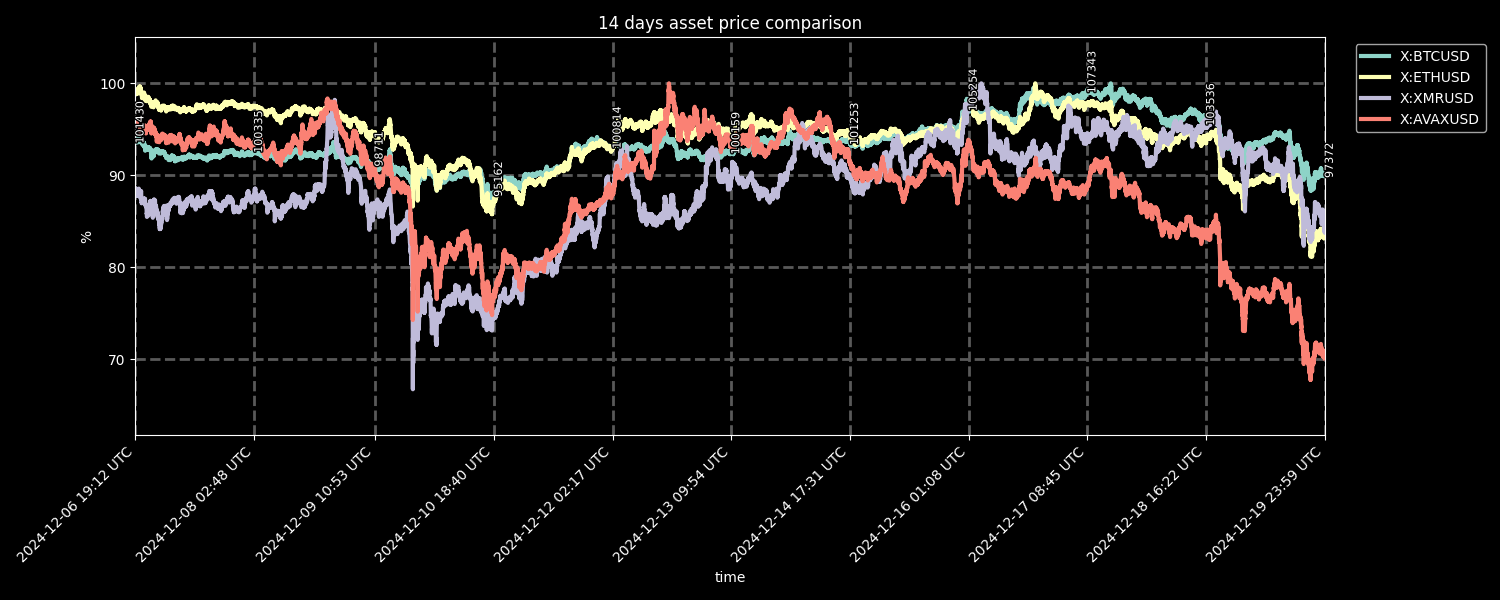 14 days asset price comparison
X:BTCUSD
X:ETHUSD
X:XMRUSD
X:AVAXUSD
100
90
80
70
%
101430
103350
95162
100814
100159
101253
105254
107343
103536
97372
2024-12-06 19:12 UTC
2024-12-08 02:48 UTC
2024-12-09 10:53 UTC
2024-12-10 18:40 UTC
2024-12-12 02:17 UTC
2024-12-13 09:54 UTC
2024-12-14 17:31 UTC
2024-12-16 01:08 UTC
2024-12-17 08:45 UTC
2024-12-18 16:22 UTC
2024-12-19 23:59 UTC
time